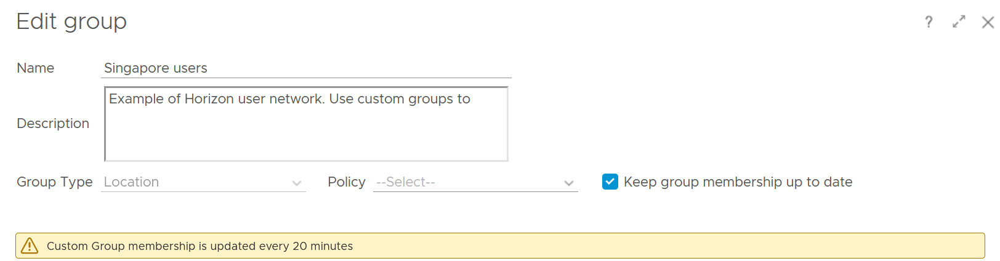 Edit group
?
Name Singapore users
Description Example of Horizon user network. Use custom groups to
Group Type Location Policy --Select-- Keep group membership up to date
Custom Group membership is updated every 20 minutes